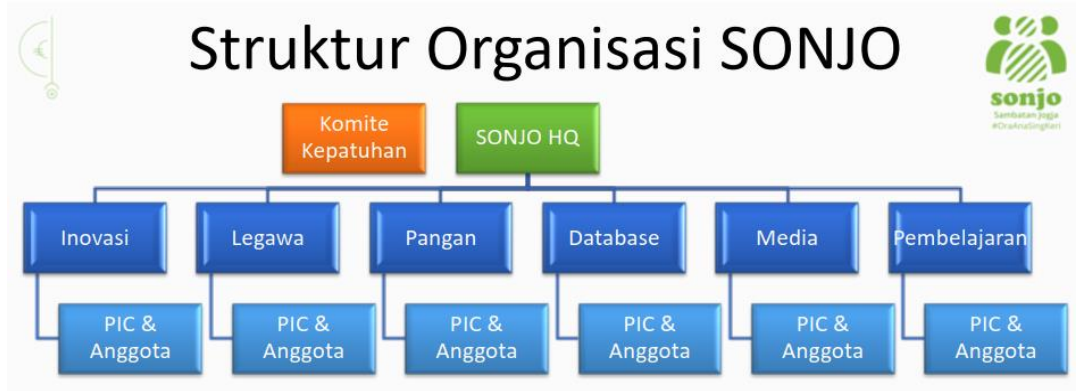 Struktur Organisasi SONJO
sonjo
Sambatan Jogja
#OraAnaSingKeri
Komite
Kepatuhan
SONJO HQ
Inovasi
Legawa
Pangan
Database
Media
Pembelajaran
PIC &
Anggota
PIC &
Anggota
PIC &
Anggota
PIC &
Anggota
PIC &
Anggota
PIC &
Anggota